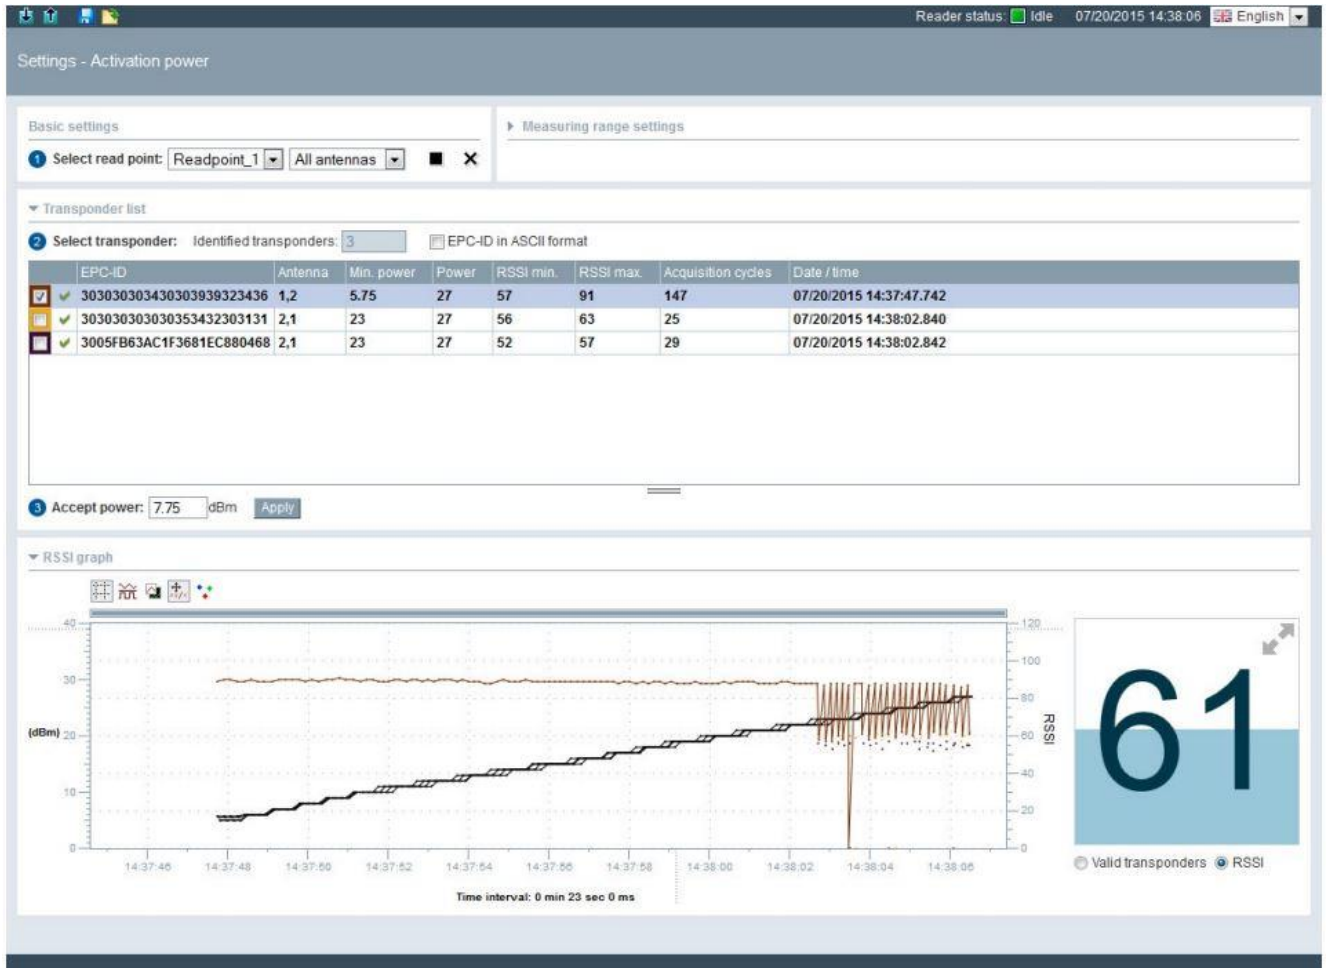 Reader status: Idle 07/20/2015 14:38:06 English
Settings - Activation power
Basic settings
Measuring range settings
1 Select read point: Readpoint_1 All antennas
Transponder list
2 Select transponder: Identified transponders: 3 EPC-ID in ASCII format
EPC-ID Antenna Min. power Power RSSI min. RSSI max. Acquisition cycles Date / time
303030303430303939323436 1,2 5.75 27 57 91 147 07/20/2015 14:37:47.742
303030303030353432303131 2,1 23 27 56 63 25 07/20/2015 14:38:02.840
3005FB63AC1F3681EC880468 2,1 23 27 52 57 29 07/20/2015 14:38:02.842
3 Accept power: 7.75 dBm Apply
RSSI graph
40 120
100
30
80
(dBm) 20 60 RSSI
40
10
20
0 0
14:37:46 14:37:48 14:37:50 14:37:52 14:37:54 14:37:56 14:37:58 14:38:00 14:38:02 14:38:04 14:38:06
Time interval: 0 min 23 sec 0 ms
61
Valid transponders RSSI